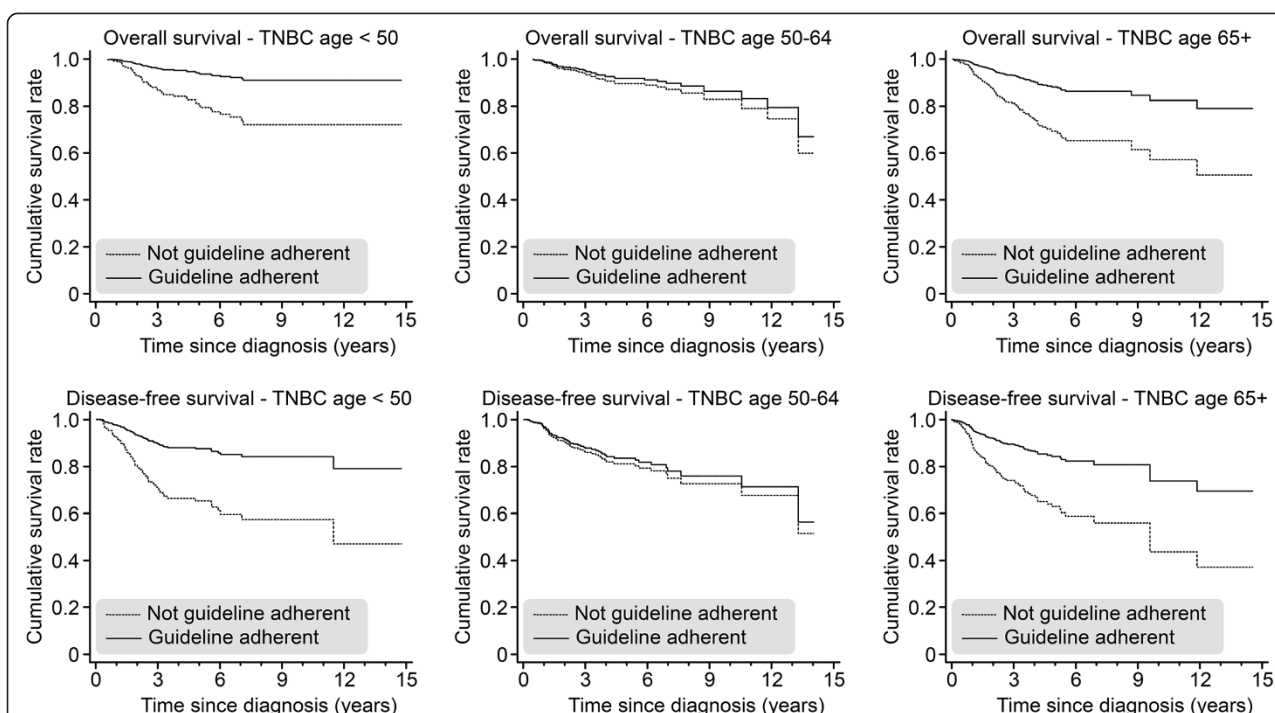 Overall survival - TNBC age < 50
Cumulative survival rate
1.0
0.8
0.6
0.4
0.2
0
Not guideline adherent
Guideline adherent
0 3 6 9 12 15
Time since diagnosis (years)
Overall survival - TNBC age 50-64
Cumulative survival rate
1.0
0.8
0.6
0.4
0.2
0
Not guideline adherent
Guideline adherent
0 3 6 9 12 15
Time since diagnosis (years)
Overall survival - TNBC age 65+
Cumulative survival rate
1.0
0.8
0.6
0.4
0.2
0
Not guideline adherent
Guideline adherent
0 3 6 9 12 15
Time since diagnosis (years)
Disease-free survival - TNBC age < 50
Cumulative survival rate
1.0
0.8
0.6
0.4
0.2
0
Not guideline adherent
Guideline adherent
0 3 6 9 12 15
Time since diagnosis (years)
Disease-free survival - TNBC age 50-64
Cumulative survival rate
1.0
0.8
0.6
0.4
0.2
0
Not guideline adherent
Guideline adherent
0 3 6 9 12 15
Time since diagnosis (years)
Disease-free survival - TNBC age 65+
Cumulative survival rate
1.0
0.8
0.6
0.4
0.2
0
Not guideline adherent
Guideline adherent
0 3 6 9 12 15
Time since diagnosis (years)